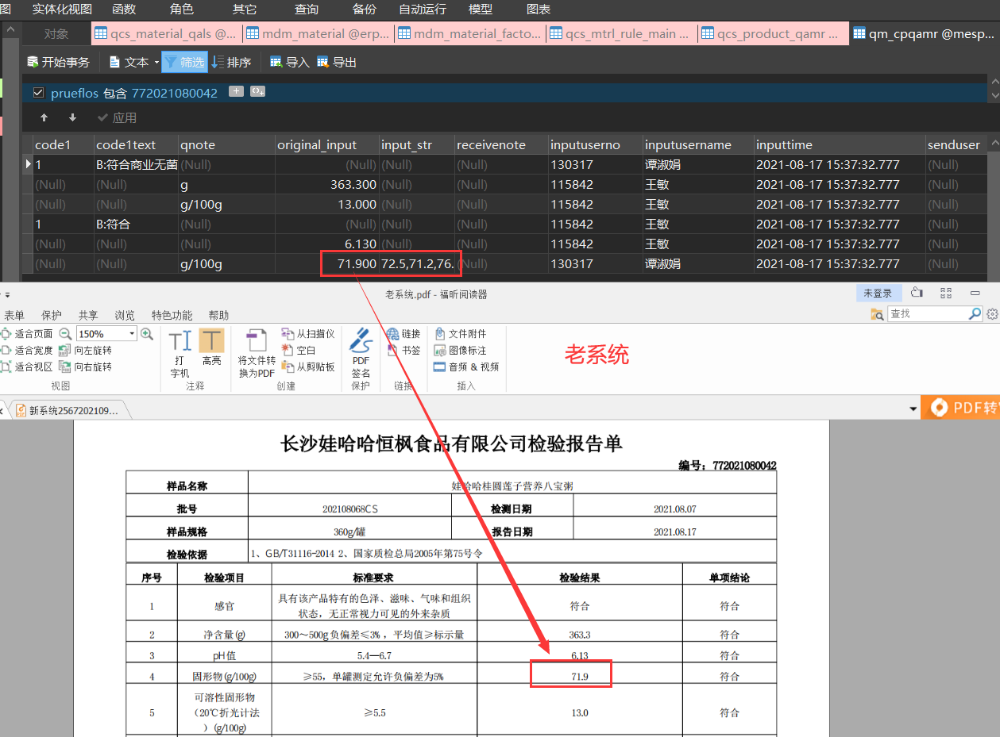 图 实体化视图 函数 角色 其它 查询 备份 自动运行 模型 图表
对象 qcs_material_qals @... mdm_material @erp... mdm_material_facto... qcs_mtrl_rule_main ... qcs_product_qamr ... qm_cpqamr @mesp...
开始事务 文本 筛选 排序 导入 导出
prueflos 包含 772021080042
应用
code1 code1text qnote original_input input_str receivenote inputuserno inputusername inputtime senduser
1 B:符合商业无菌 (Null) (Null) (Null) (Null) 130317 谭淑娟 2021-08-17 15:37:32.777 (Null)
(Null) (Null) g 363.300 (Null) (Null) 115842 王敏 2021-08-17 15:37:32.777 (Null)
(Null) (Null) g/100g 13.000 (Null) (Null) 115842 王敏 2021-08-17 15:37:32.777 (Null)
1 B:符合 (Null) (Null) (Null) (Null) 115842 王敏 2021-08-17 15:37:32.777 (Null)
(Null) (Null) (Null) 6.130 (Null) (Null) 115842 王敏 2021-08-17 15:37:32.777 (Null)
(Null) (Null) g/100g 71.900 72.5,71.2,76. (Null) 130317 谭淑娟 2021-08-17 15:37:32.777 (Null)
老系统.pdf - 福昕阅读器 未登录
表单 保护 共享 浏览 特色功能 帮助 查找
适合页面 150% 从扫描仪 链接 文件附件
适合宽度 向左旋转 空白 书签 图像标注
适合视区 向右旋转 打字机 高亮 将文件转换为PDF 从剪贴板 PDF签名 音频 & 视频
视图 注释 创建 保护 链接 插入
老系统
新系统2567202109... PDF转
长沙娃哈哈恒枫食品有限公司检验报告单
编号：772021080042
样品名称 娃哈哈桂圆莲子营养八宝粥
批号 202108068CS 检测日期 2021.08.07
样品规格 360g/罐 报告日期 2021.08.17
检验依据 1、GB/T31116-2014 2、国家质检总局2005年第75号令
序号 检验项目 标准要求 检验结果 单项结论
1 感官 具有该产品特有的色泽、滋味、气味和组织状态，无正常视力可见的外来杂质 符合 符合
2 净含量(g) 300～500g负偏差≤3%，平均值≥标示量 363.3 符合
3 pH值 5.4—6.7 6.13 符合
4 固形物(g/100g) ≥55，单罐测定允许负偏差为5% 71.9 符合
5 可溶性固形物（20℃折光计法）(g/100g) ≥5.5 13.0 符合